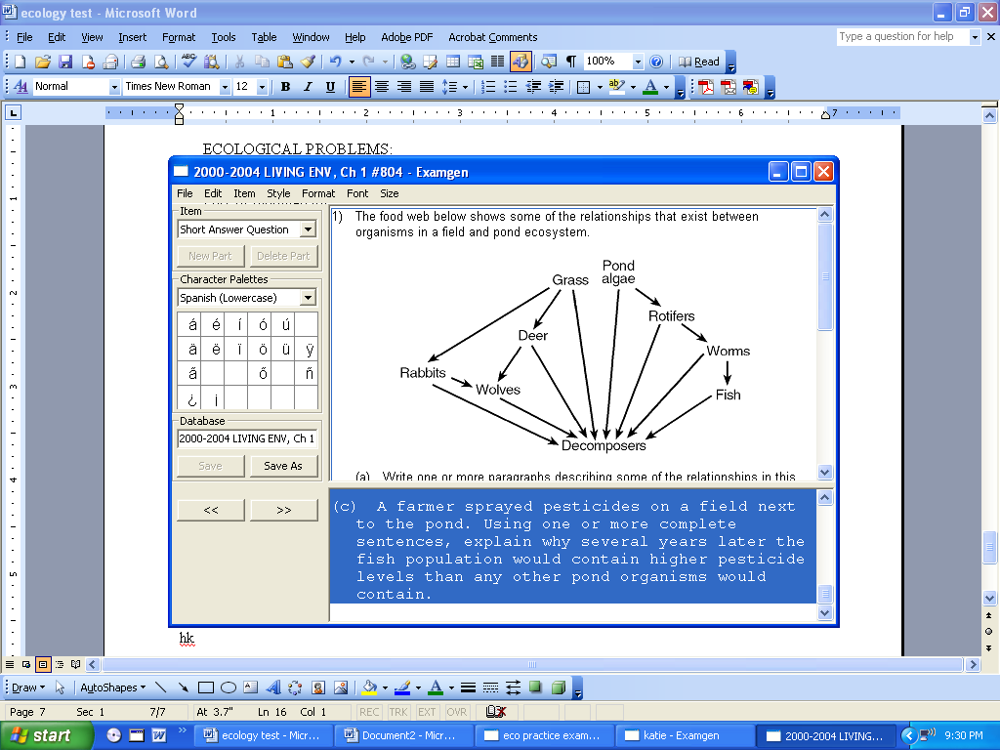 ecology test - Microsoft Word
File Edit View Insert Format Tools Table Window Help Adobe PDF Acrobat Comments
Type a question for help
100% Read
Normal Times New Roman 12 B I U
1 2 3 4 5 6 7
ECOLOGICAL PROBLEMS:
2000-2004 LIVING ENV, Ch 1 #804 - Examgen
File Edit Item Style Format Font Size
Item
Short Answer Question
New Part Delete Part
Character Palettes
Spanish (Lowercase)
á é í ó ú
ä ë ï ö ü ÿ
ã õ ñ
¿ ¡
Database
2000-2004 LIVING ENV, Ch 1
Save Save As
<< >>
1) The food web below shows some of the relationships that exist between
organisms in a field and pond ecosystem.
Pond
Grass algae
Rotifers
Deer
Worms
Rabbits
Wolves
Fish
Decomposers
(a) Write one or more paragraphs describing some of the relationships in this
(c) A farmer sprayed pesticides on a field next
to the pond. Using one or more complete
sentences, explain why several years later the
fish population would contain higher pesticide
levels than any other pond organisms would
contain.
hk
Draw AutoShapes
Page 7 Sec 1 7/7 At 3.7" Ln 16 Col 1 REC TRK EXT OVR
start ecology test - Micr... Document2 - Micr... eco practice exam... katie - Examgen 2000-2004 LIVING... 9:30 PM